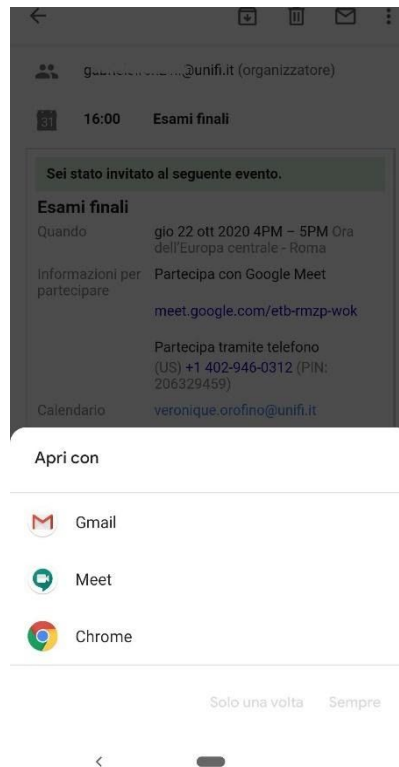 @unifi.it (organizzatore)
31
16:00 Esami finali
Sei stato invitato al seguente evento.
Esami finali
Quando gio 22 ott 2020 4PM – 5PM Ora
dell'Europa centrale - Roma
Informazioni per Partecipa con Google Meet
partecipare
meet.google.com/etb-rmzp-wok
Partecipa tramite telefono
(US) +1 402-946-0312 (PIN:
206329459)
Calendario veronique.orofino@unifi.it
Apri con
Gmail
Meet
Chrome
Solo una volta Sempre